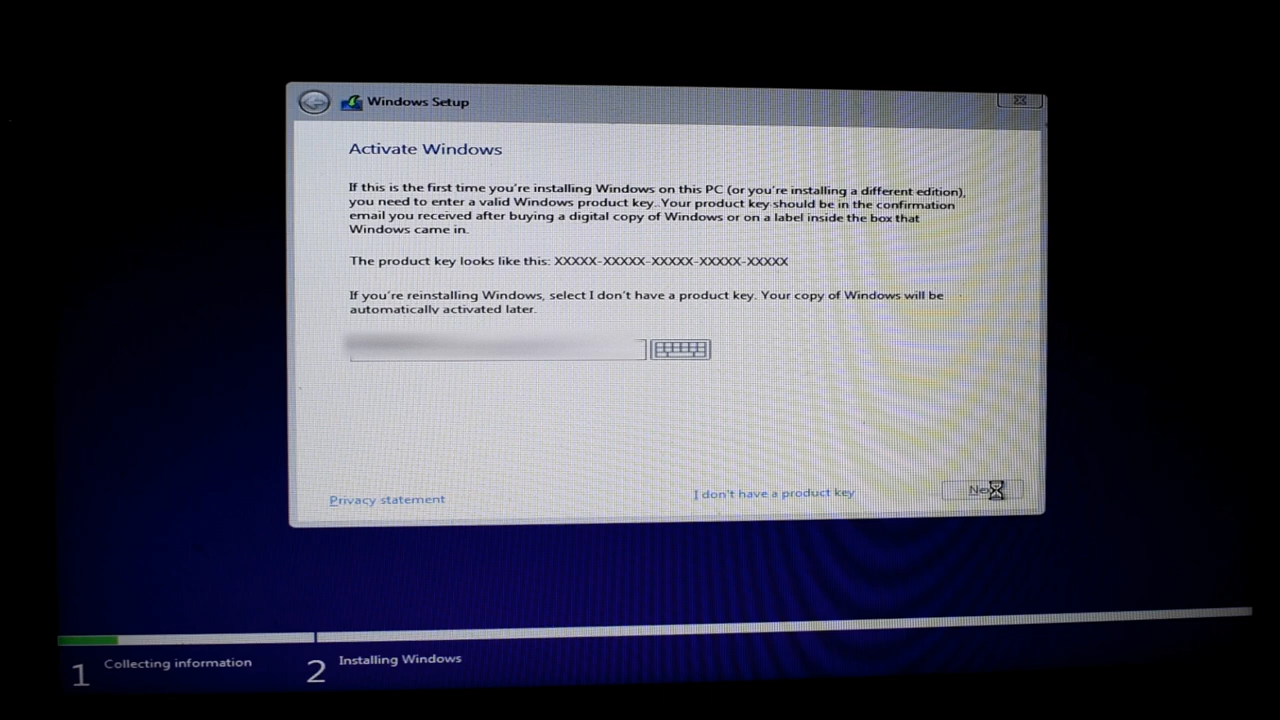 Windows Setup
Activate Windows
If this is the first time you're installing Windows on this PC (or you're installing a different edition),
you need to enter a valid Windows product key. Your product key should be in the confirmation
email you received after buying a digital copy of Windows or on a label inside the box that
Windows came in.
The product key looks like this: XXXXX-XXXXX-XXXXX-XXXXX-XXXXX
If you're reinstalling Windows, select I don't have a product key. Your copy of Windows will be
automatically activated later.
Privacy statement
I don't have a product key
1 Collecting information
2 Installing Windows